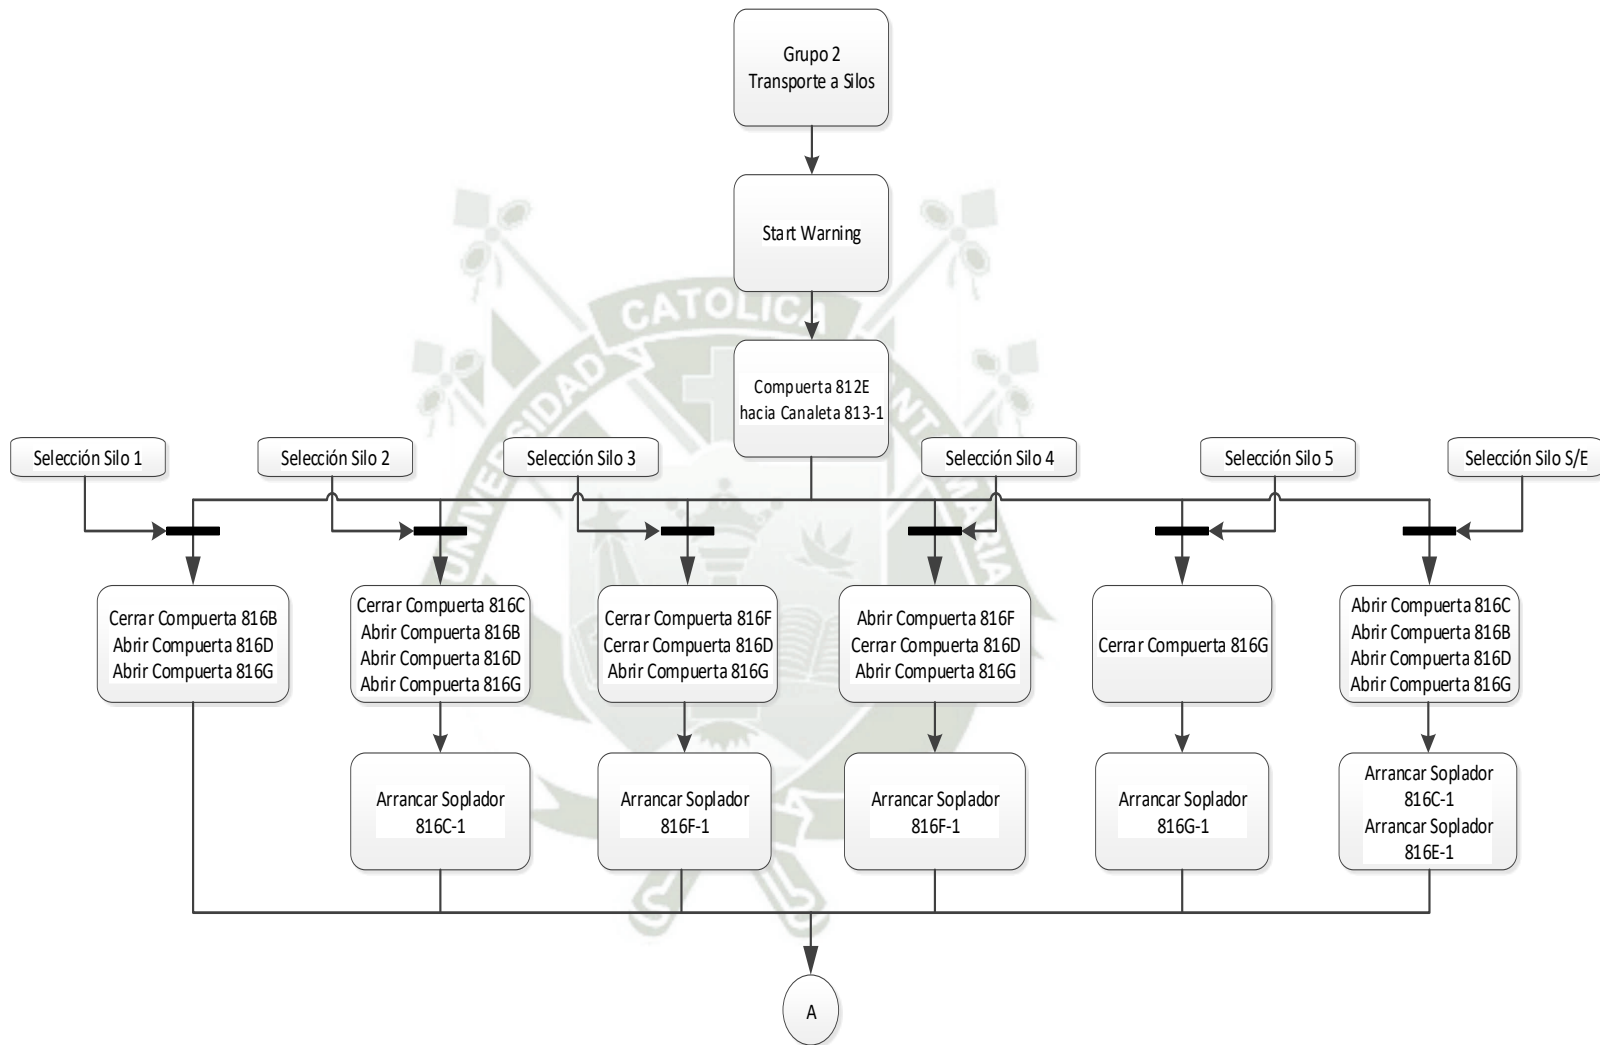 Grupo 2
Transporte a Silos
Start Warning
Compuerta 812E
hacia Canaleta 813-1
Selección Silo 1
Selección Silo 2
Selección Silo 3
Selección Silo 4
Selección Silo 5
Selección Silo S/E
Cerrar Compuerta 816B
Abrir Compuerta 816D
Abrir Compuerta 816G
Cerrar Compuerta 816C
Abrir Compuerta 816B
Abrir Compuerta 816D
Abrir Compuerta 816G
Cerrar Compuerta 816F
Cerrar Compuerta 816D
Abrir Compuerta 816G
Abrir Compuerta 816F
Cerrar Compuerta 816D
Abrir Compuerta 816G
Cerrar Compuerta 816G
Abrir Compuerta 816C
Abrir Compuerta 816B
Abrir Compuerta 816D
Abrir Compuerta 816G
Arrancar Soplador
816C-1
Arrancar Soplador
816F-1
Arrancar Soplador
816F-1
Arrancar Soplador
816G-1
Arrancar Soplador
816C-1
Arrancar Soplador
816E-1
A
UNIVERSIDAD
CATOLICA
MARIA